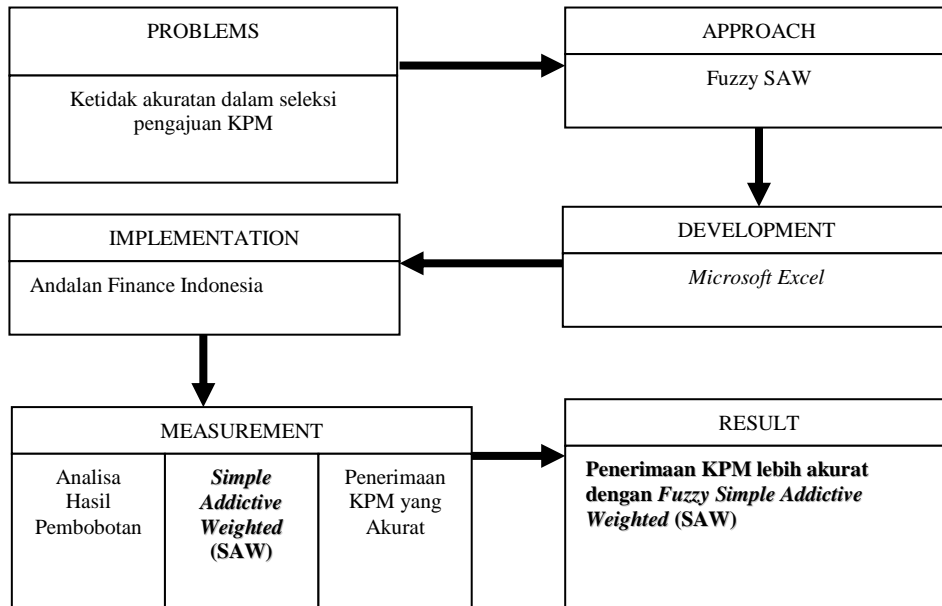 PROBLEMS
Ketidak akuratan dalam seleksi
pengajuan KPM
APPROACH
Fuzzy SAW
DEVELOPMENT
Microsoft Excel
IMPLEMENTATION
Andalan Finance Indonesia
MEASUREMENT
Analisa
Hasil
Pembobotan
Simple
Addictive
Weighted
(SAW)
Penerimaan
KPM yang
Akurat
RESULT
Penerimaan KPM lebih akurat
dengan Fuzzy Simple Addictive
Weighted (SAW)